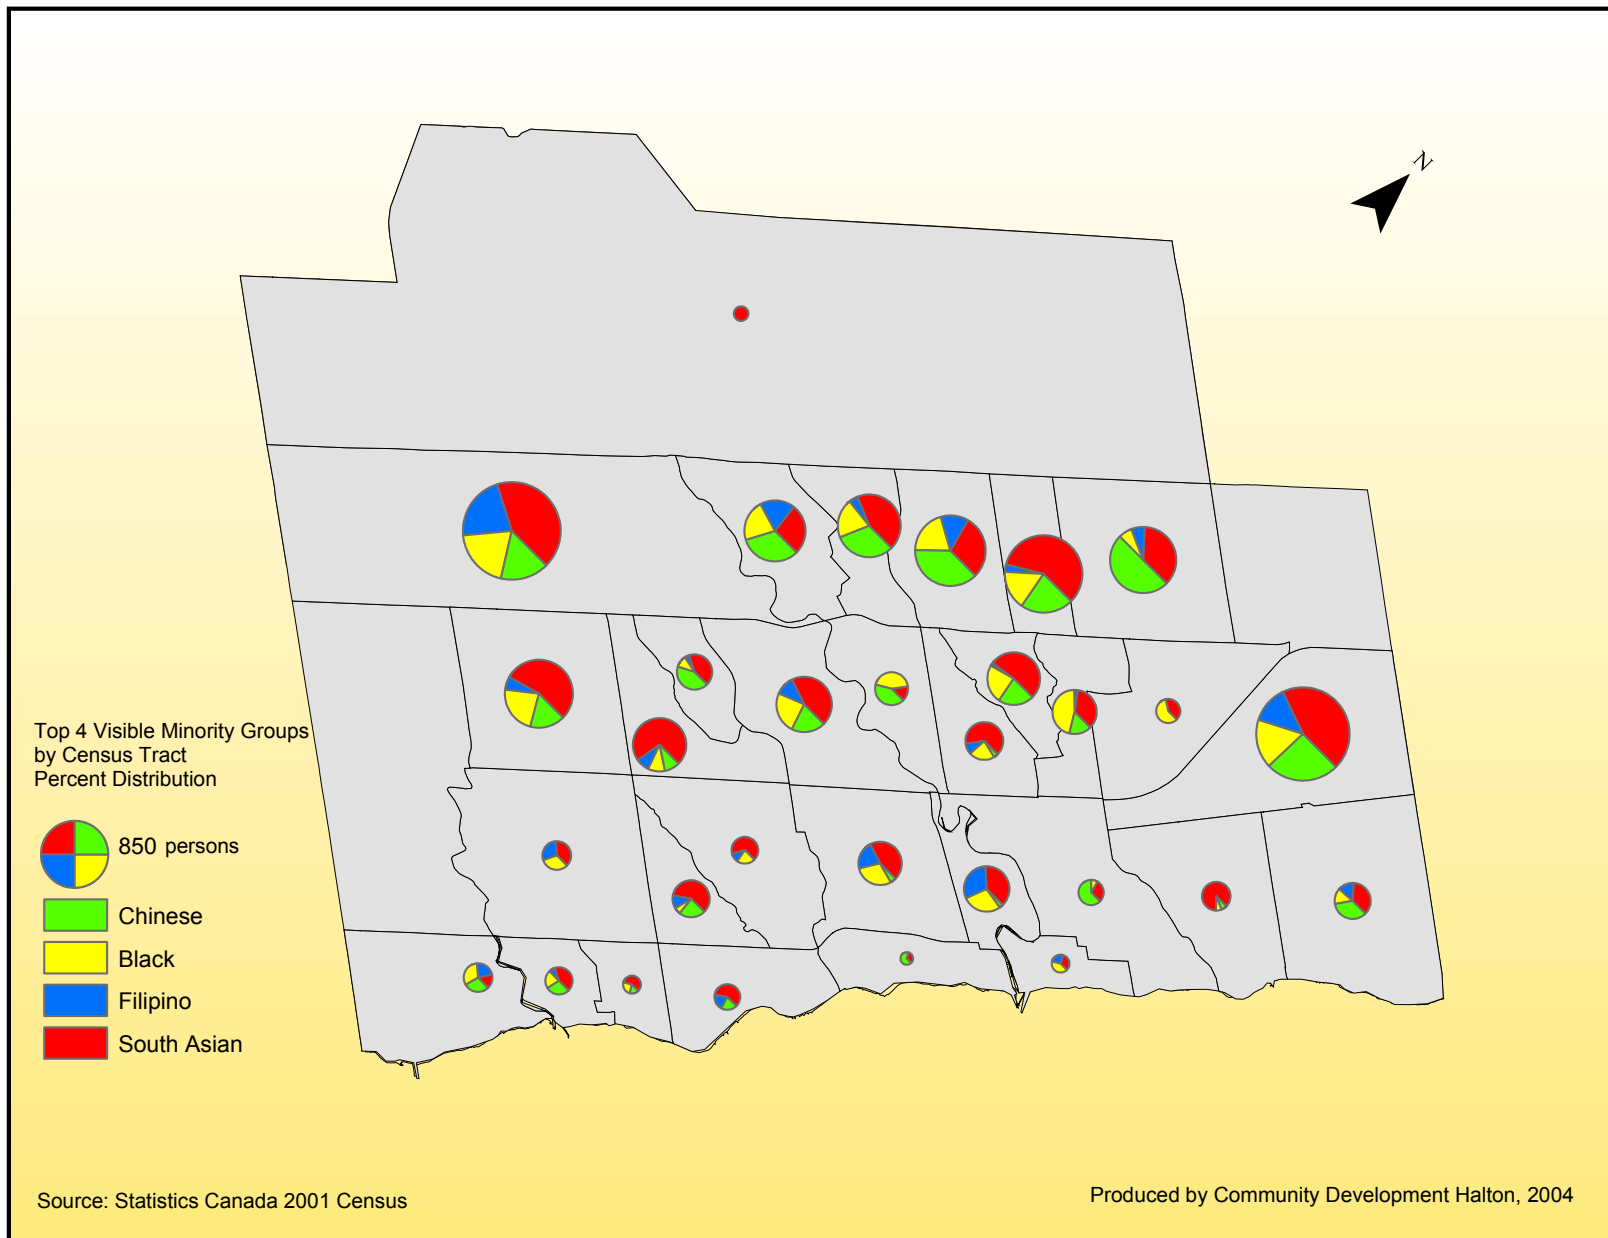 N
Top 4 Visible Minority Groups
by Census Tract
Percent Distribution
850 persons
Chinese
Black
Filipino
South Asian
Source: Statistics Canada 2001 Census
Produced by Community Development Halton, 2004